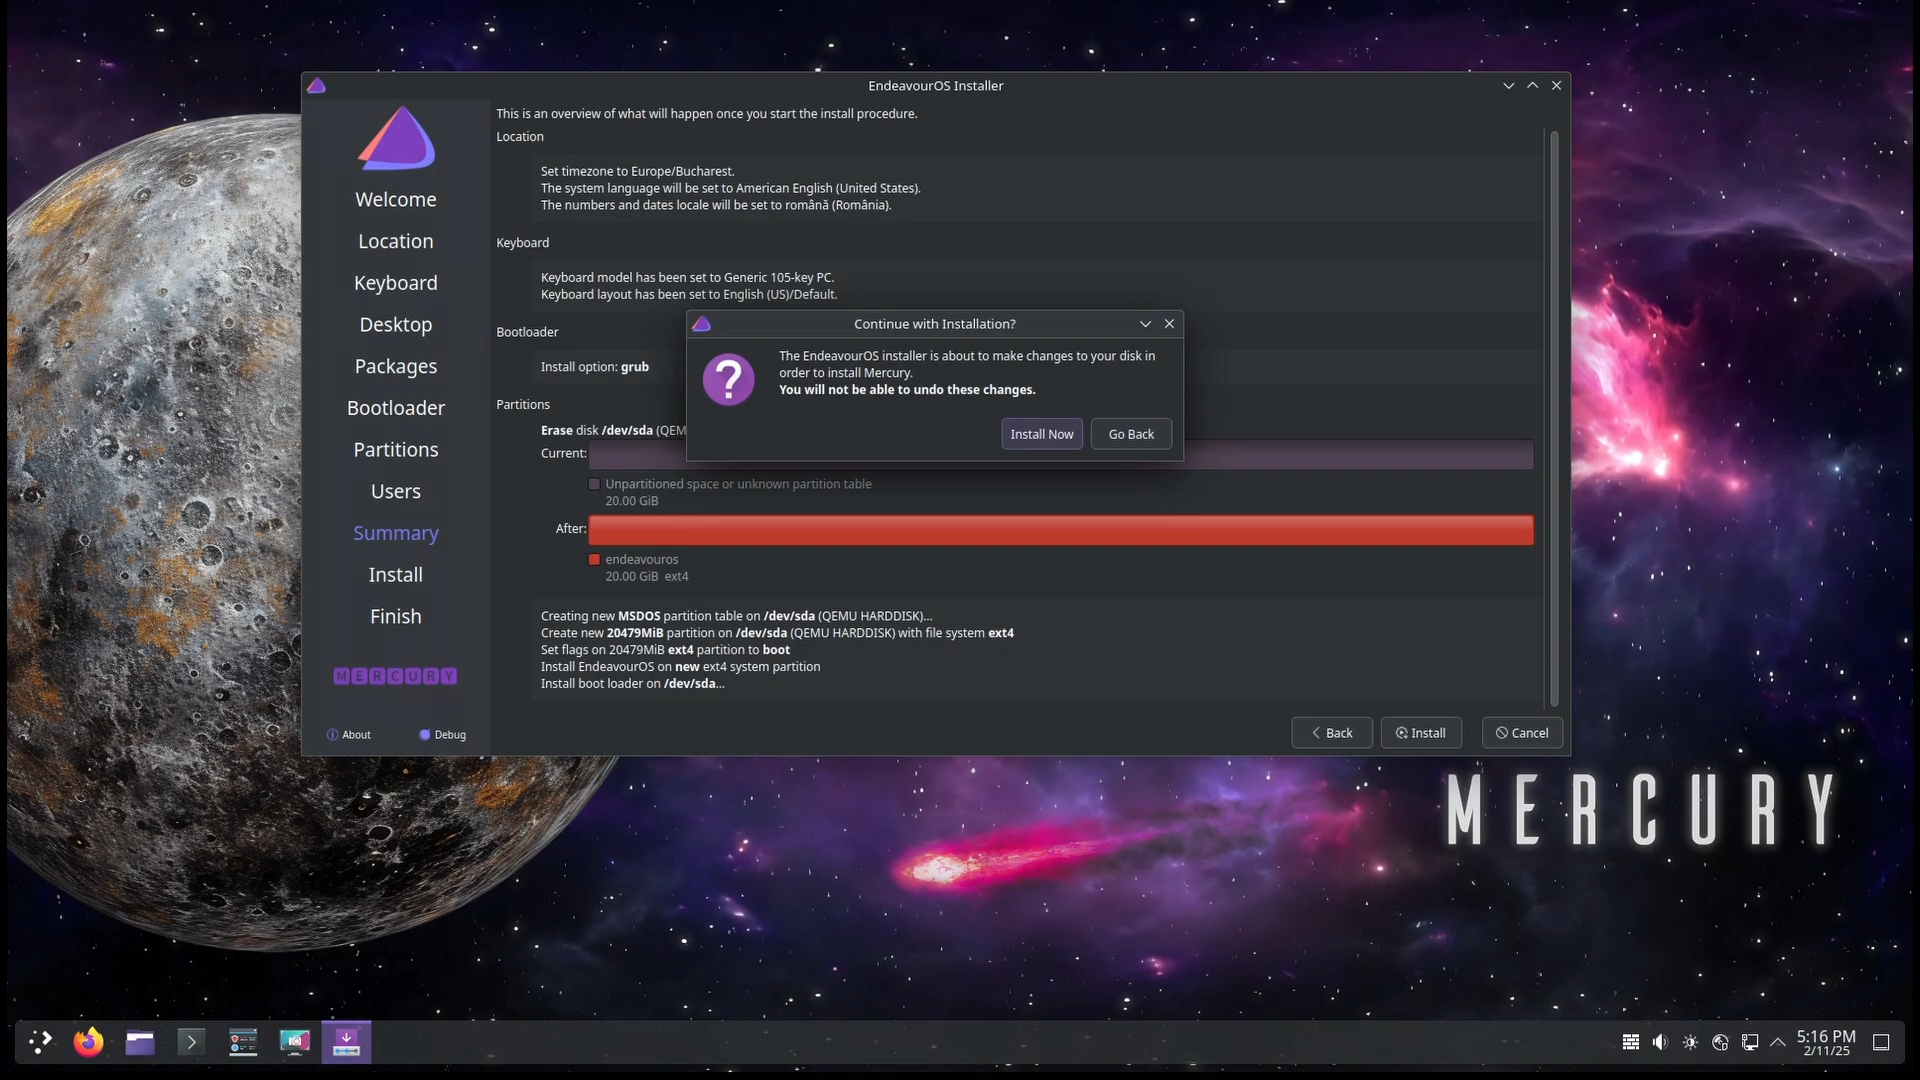 EndeavourOS Installer
Welcome
Location
Keyboard
Desktop
Packages
Bootloader
Partitions
Users
Summary
Install
Finish
MERCURY
About
Debug
This is an overview of what will happen once you start the install procedure.
Location
Set timezone to Europe/Bucharest.
The system language will be set to American English (United States).
The numbers and dates locale will be set to română (România).
Keyboard
Keyboard model has been set to Generic 105-key PC.
Keyboard layout has been set to English (US)/Default.
Bootloader
Install option: grub
Partitions
Erase disk /dev/sda (QEM
Current:
Unpartitioned space or unknown partition table
20.00 GiB
After:
endeavouros
20.00 GiB ext4
Creating new MSDOS partition table on /dev/sda (QEMU HARDDISK)...
Create new 20479MiB partition on /dev/sda (QEMU HARDDISK) with file system ext4
Set flags on 20479MiB ext4 partition to boot
Install EndeavourOS on new ext4 system partition
Install boot loader on /dev/sda...
Back
Install
Cancel
Continue with Installation?
The EndeavourOS installer is about to make changes to your disk in
order to install Mercury.
You will not be able to undo these changes.
Install Now
Go Back
MERCURY
5:16 PM
2/11/25